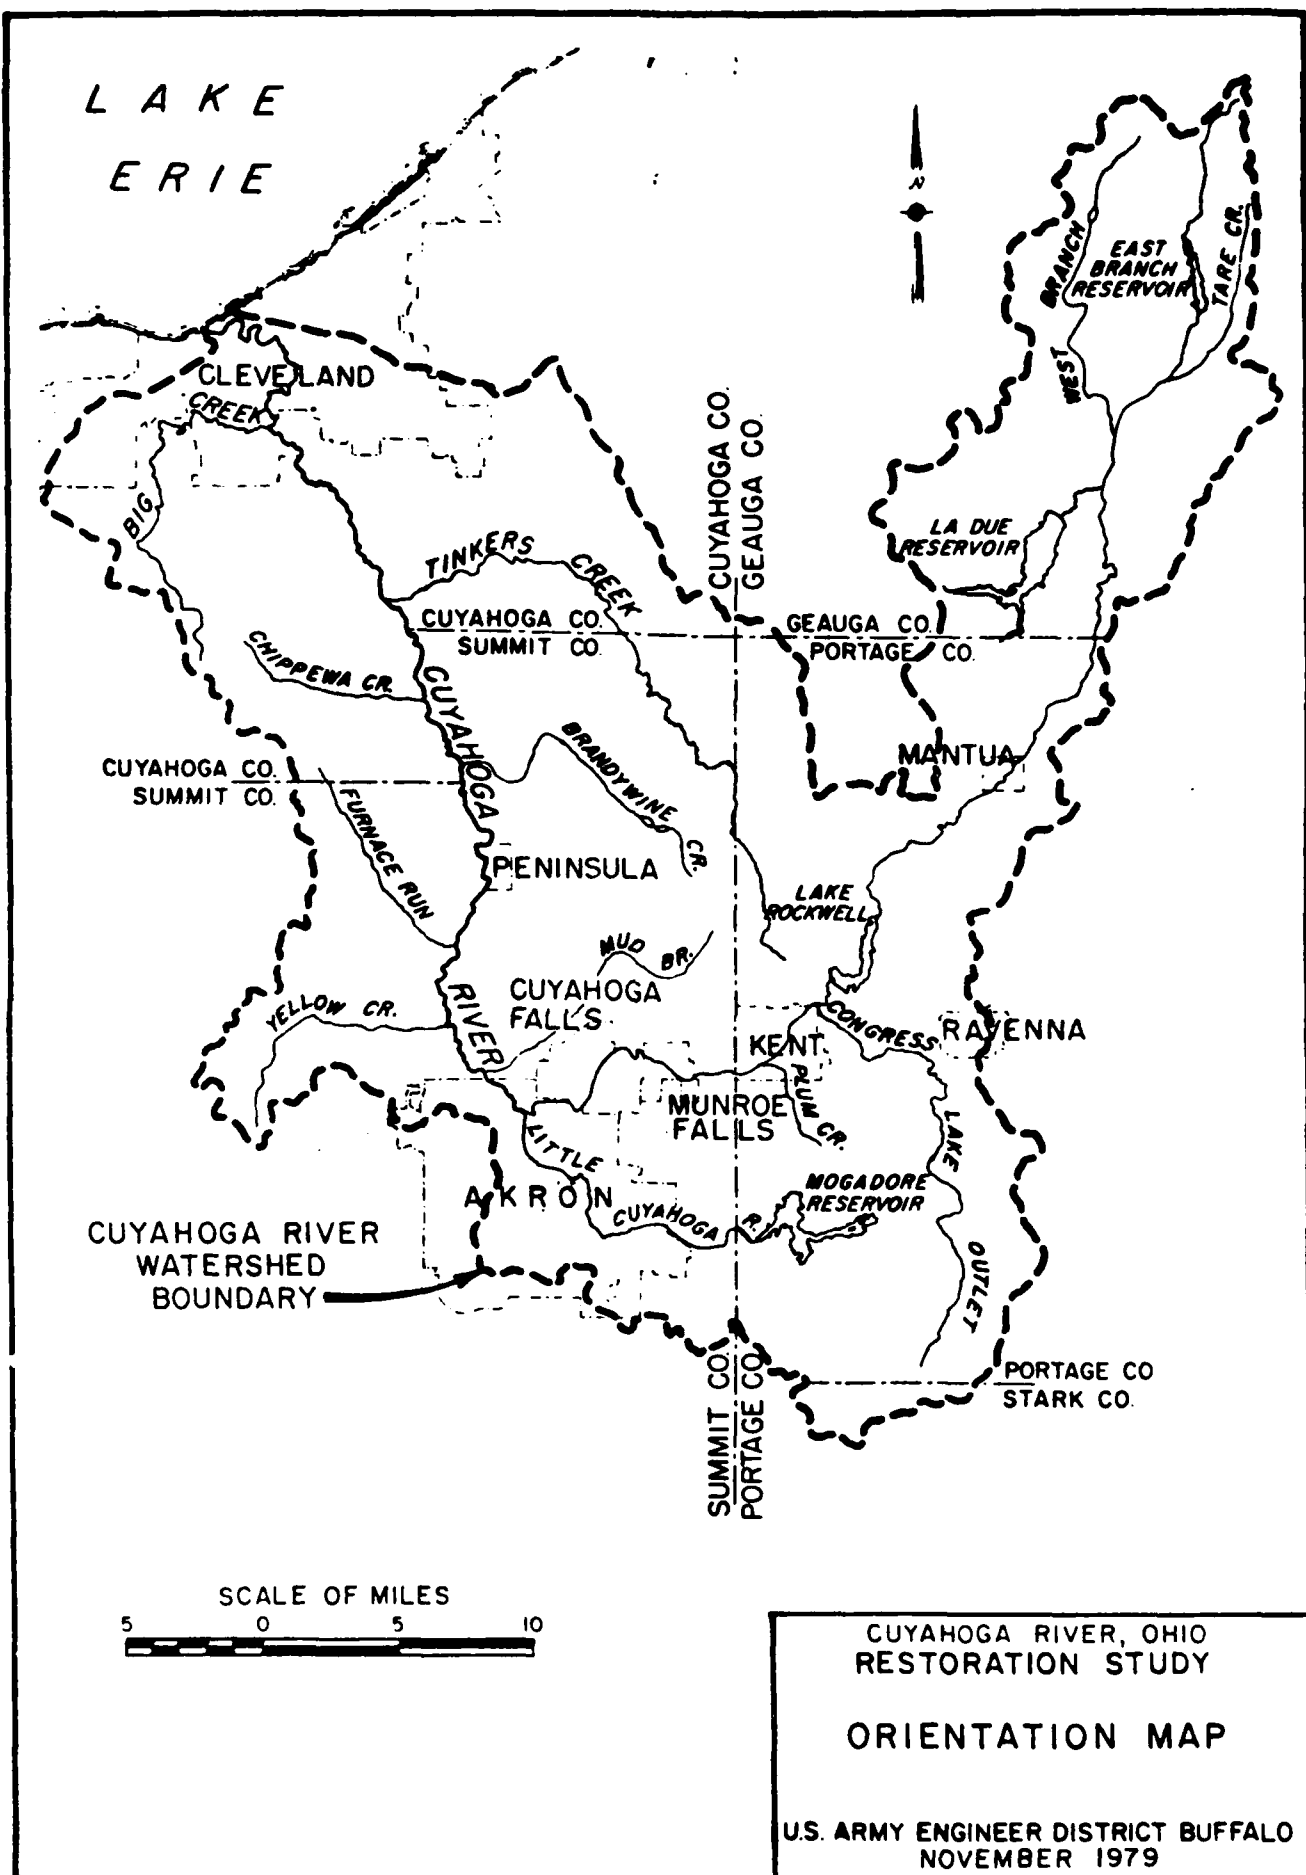 LAKE
ERIE
N
BRANCH
WEST
EAST
BRANCH
RESERVOIR
TARE CR.
CLEVELAND
CREEK
BIG
CUYAHOGA CO.
GEAUGA CO.
LA DUE
RESERVOIR
TINKERS CREEK
CUYAHOGA CO.
SUMMIT CO.
GEAUGA CO.
PORTAGE CO.
CHIPPEWA CR.
CUYAHOGA
RIVER
BRANDYWINE CR.
MANTUA
CUYAHOGA CO.
SUMMIT CO.
FURNACE RUN
PENINSULA
LAKE
ROCKWELL
MUD BR.
CUYAHOGA
FALLS
YELLOW CR.
KENT
CONGRESS
LAKE
OUTLET
RAVENNA
PLUM CR.
MUNROE
FALLS
LITTLE
CUYAHOGA R.
AKRON
MOGADORE
RESERVOIR
CUYAHOGA RIVER
WATERSHED
BOUNDARY
SUMMIT CO.
PORTAGE CO.
PORTAGE CO
STARK CO.
SCALE OF MILES
5 0 5 10
CUYAHOGA RIVER, OHIO
RESTORATION STUDY
ORIENTATION MAP
U.S. ARMY ENGINEER DISTRICT BUFFALO
NOVEMBER 1979